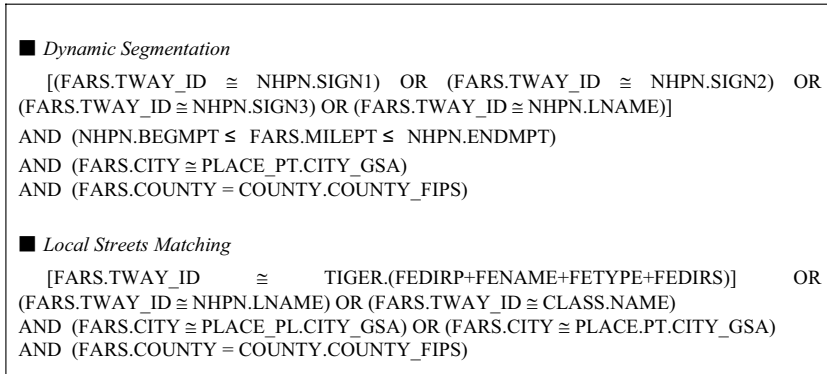 ■ Dynamic Segmentation
[(FARS.TWAY_ID ≅ NHPN.SIGN1) OR (FARS.TWAY_ID ≅ NHPN.SIGN2) OR
(FARS.TWAY_ID ≅ NHPN.SIGN3) OR (FARS.TWAY_ID ≅ NHPN.LNAME)]
AND (NHPN.BEGMPT ≤ FARS.MILEPT ≤ NHPN.ENDMPT)
AND (FARS.CITY ≅ PLACE_PT.CITY_GSA)
AND (FARS.COUNTY = COUNTY.COUNTY_FIPS)
■ Local Streets Matching
[FARS.TWAY_ID ≅ TIGER.(FEDIRP+FENAME+FETYPE+FEDIRS)] OR
(FARS.TWAY_ID ≅ NHPN.LNAME) OR (FARS.TWAY_ID ≅ CLASS.NAME)
AND (FARS.CITY ≅ PLACE_PL.CITY_GSA) OR (FARS.CITY ≅ PLACE.PT.CITY_GSA)
AND (FARS.COUNTY = COUNTY.COUNTY_FIPS)